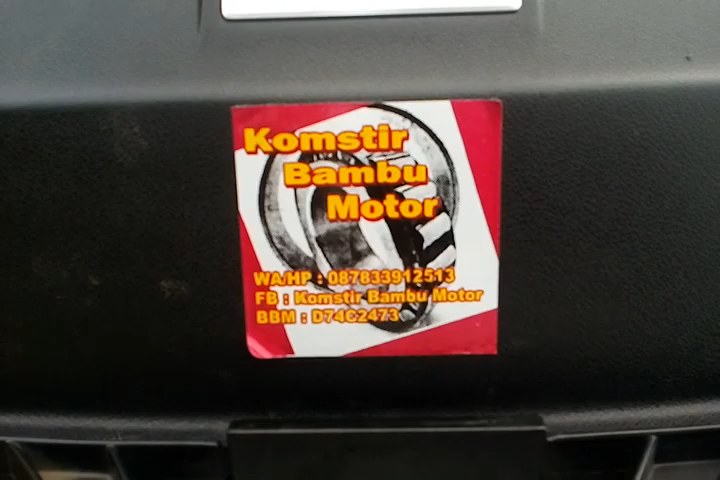 Komstir
Bambu
Motor
WA/HP : 087833912513
FB : Komstir Bambu Motor
BBM : D74C2473